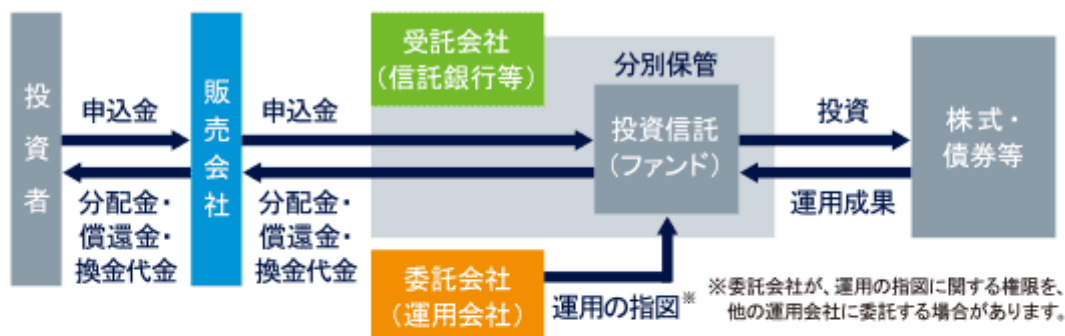 投資者
申込金
分配金・
償還金・
換金代金
販売会社
申込金
分配金・
償還金・
換金代金
受託会社
（信託銀行等）
分別保管
投資信託
（ファンド）
委託会社
（運用会社）
運用の指図※
投資
運用成果
株式・
債券等
※委託会社が、運用の指図に関する権限を、
他の運用会社に委託する場合があります。